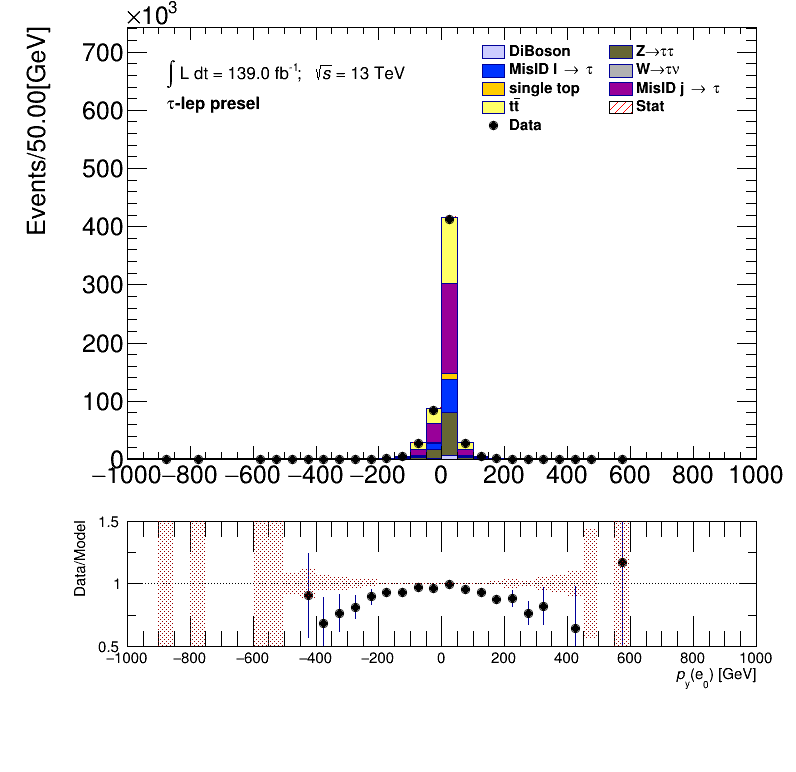 ×10³
Events/50.00[GeV]
700
600
500
400
300
200
100
0
∫ L dt = 139.0 fb⁻¹; √s = 13 TeV
τ-lep presel
DiBoson
MisID l → τ
single top
tt̄
Data
Z→ττ
W→τν
MisID j → τ
Stat
−1000 −800 −600 −400 −200 0 200 400 600 800 1000
Data/Model
1.5
1
0.5
−1000 −800 −600 −400 −200 0 200 400 600 800 1000
p_y(e_0) [GeV]